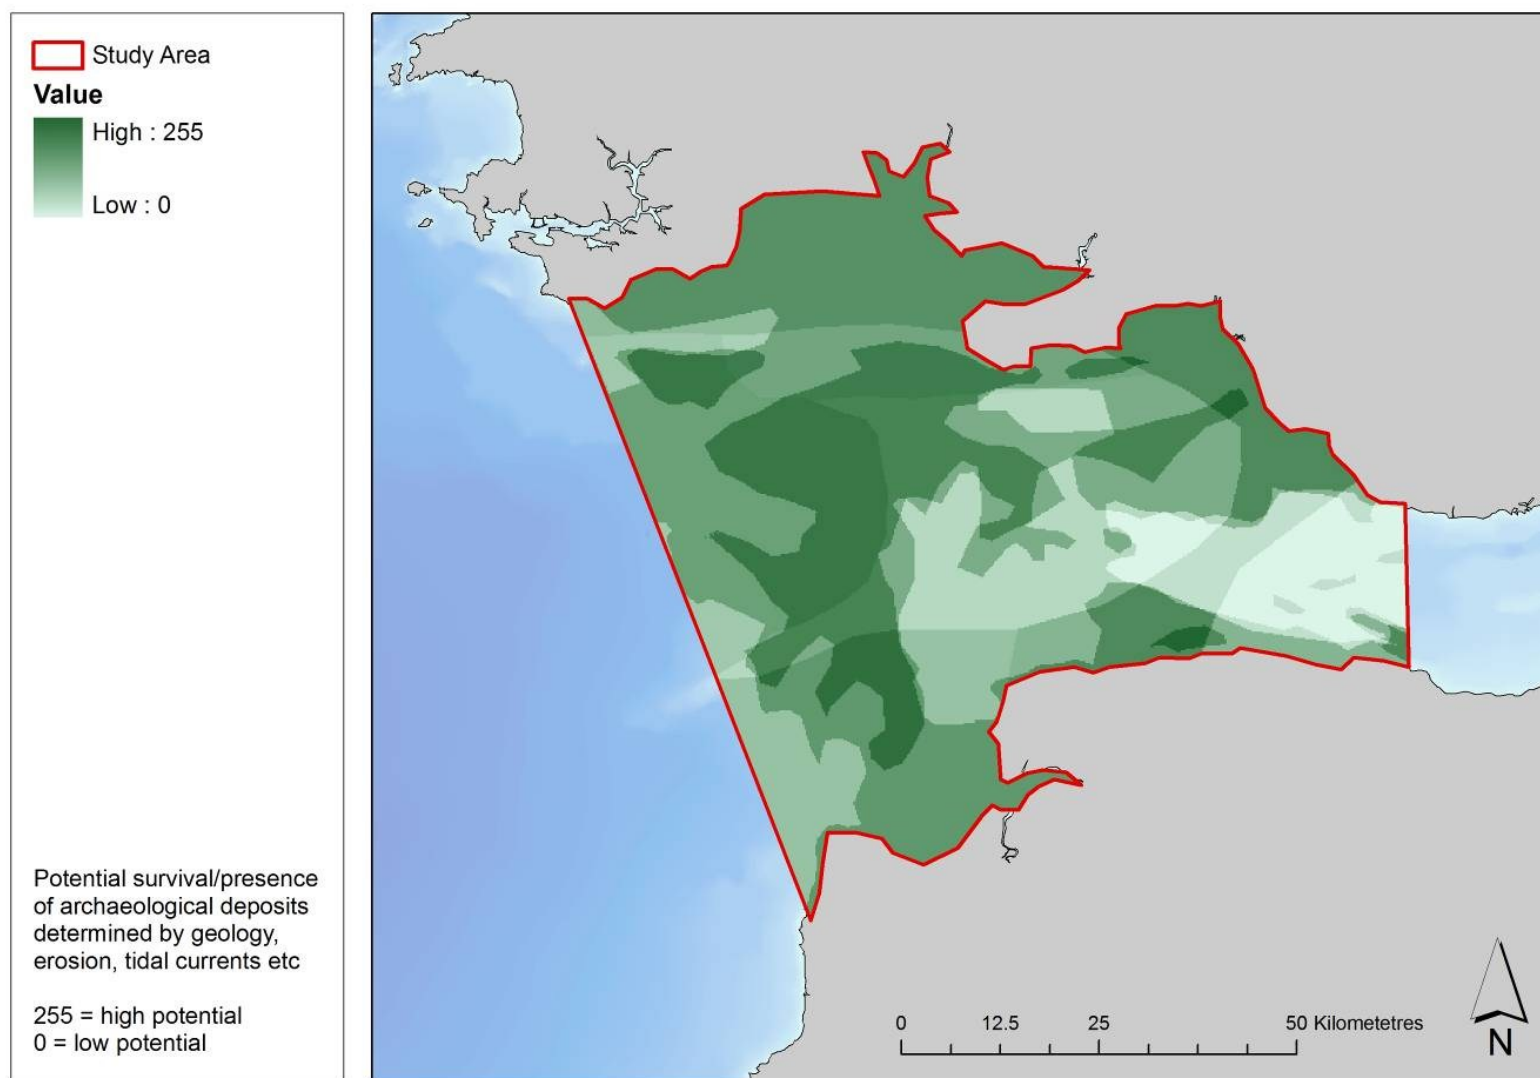 Study Area
Value
High : 255
Low : 0
Potential survival/presence
of archaeological deposits
determined by geology,
erosion, tidal currents etc
255 = high potential
0 = low potential
0 12.5 25 50 Kilometetres
N